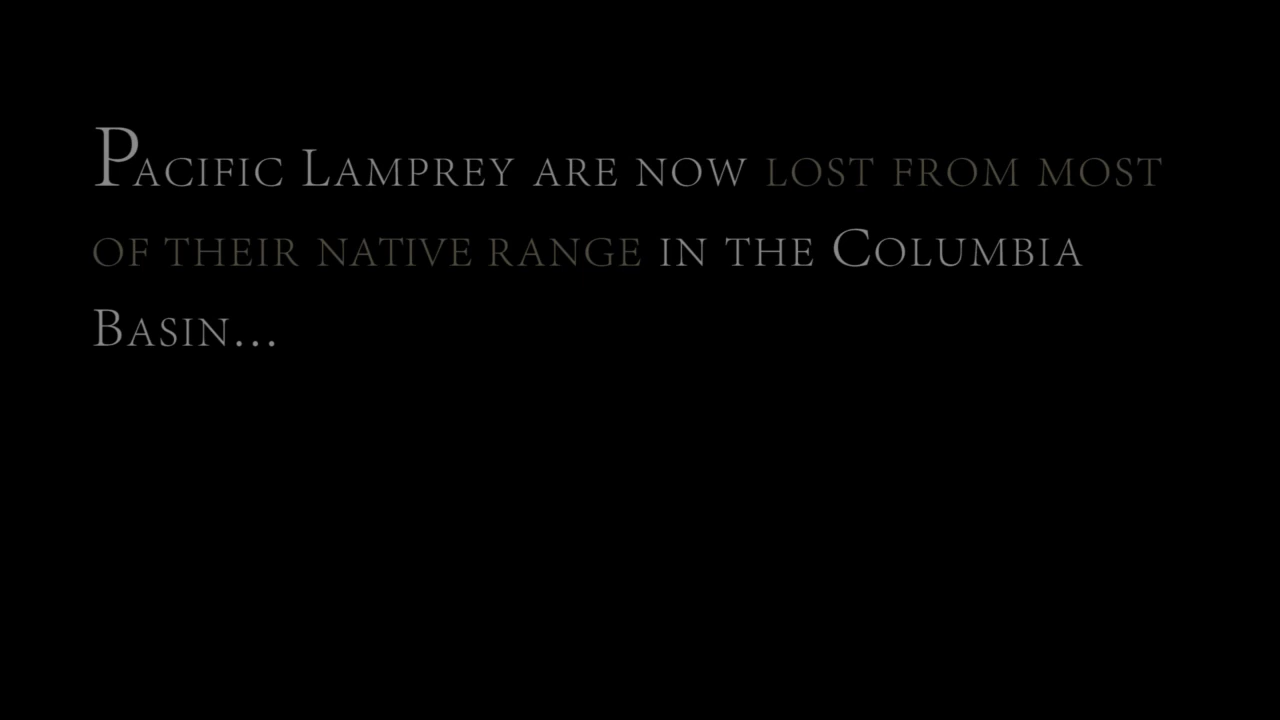 Pacific Lamprey are now lost from most
of their native range in the Columbia
Basin...